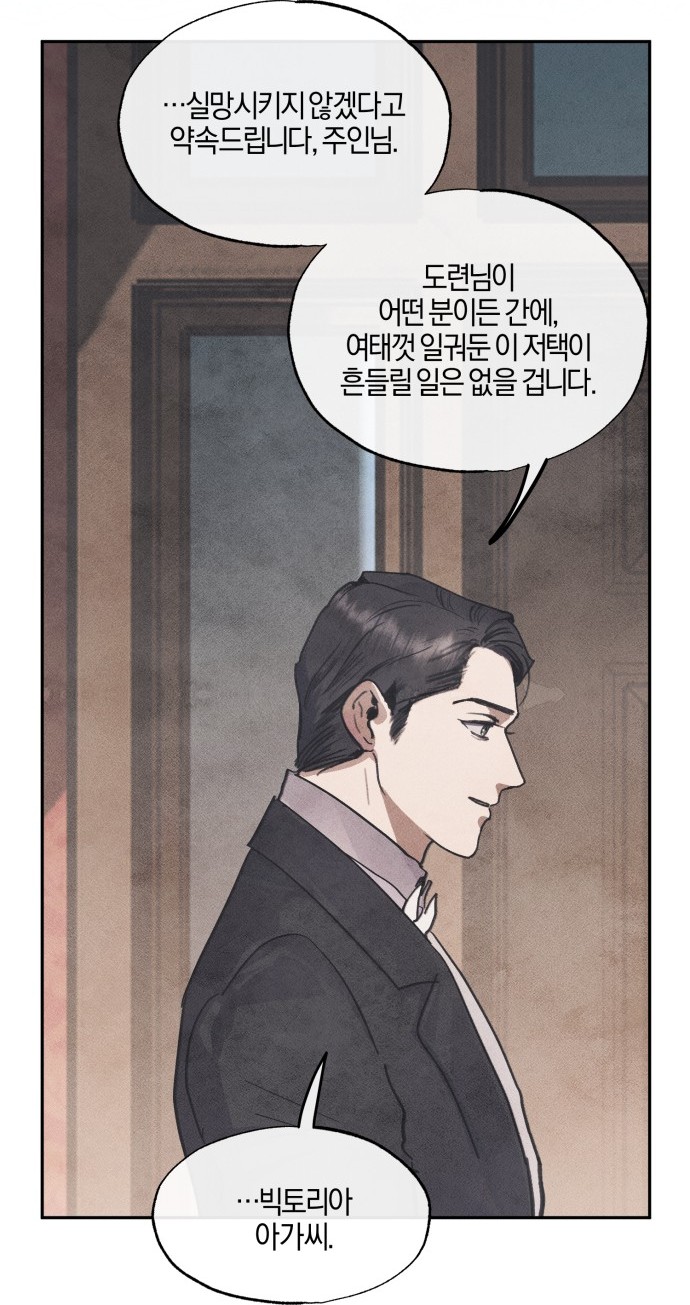 …실망시키지 않겠다고
약속드립니다, 주인님.
도련님이
어떤 분이든 간에,
여태껏 일궈둔 이 저택이
흔들릴 일은 없을 겁니다.
…빅토리아
아가씨.